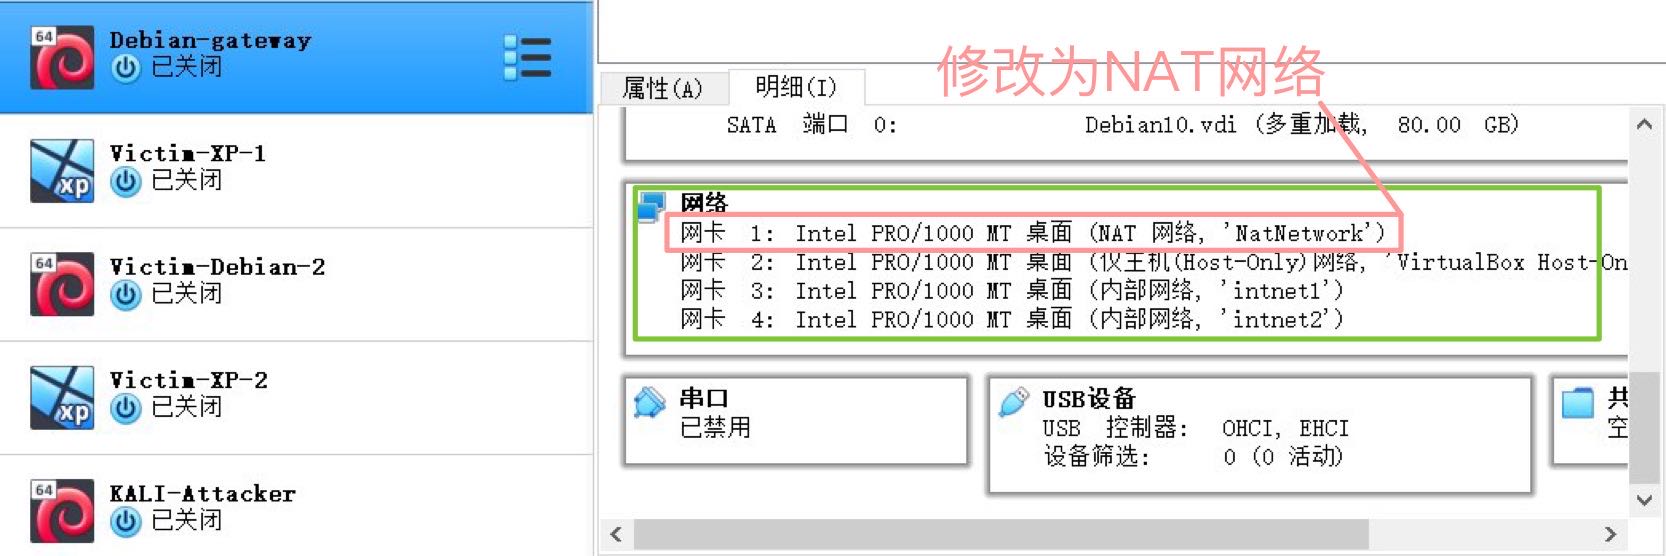 64
Debian-gateway
已关闭
Victim-XP-1
xp
已关闭
64
Victim-Debian-2
已关闭
Victim-XP-2
xp
已关闭
64
KALI-Attacker
已关闭
修改为NAT网络
属性(A) 明细(I)
SATA 端口 0: Debian10.vdi (多重加载, 80.00 GB)
网络
网卡 1: Intel PRO/1000 MT 桌面 (NAT 网络, 'NatNetwork')
网卡 2: Intel PRO/1000 MT 桌面 (仅主机(Host-Only)网络, 'VirtualBox Host-On
网卡 3: Intel PRO/1000 MT 桌面 (内部网络, 'intnet1')
网卡 4: Intel PRO/1000 MT 桌面 (内部网络, 'intnet2')
串口
已禁用
USB设备
USB 控制器: OHCI, EHCI
设备筛选: 0 (0 活动)
共
空